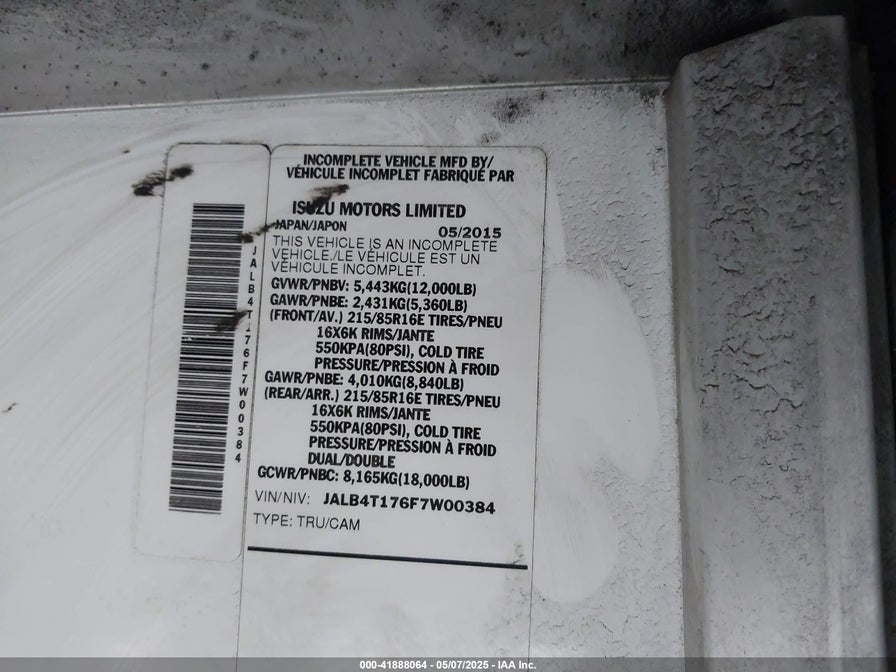 INCOMPLETE VEHICLE MFD BY/
VÉHICULE INCOMPLET FABRIQUÉ PAR
ISUZU MOTORS LIMITED
JAPAN/JAPON 05/2015
THIS VEHICLE IS AN INCOMPLETE
VEHICLE./LE VÉHICULE EST UN
VÉHICULE INCOMPLET.
GVWR/PNBV: 5,443KG(12,000LB)
GAWR/PNBE: 2,431KG(5,360LB)
(FRONT/AV.) 215/85R16E TIRES/PNEU
16X6K RIMS/JANTE
550KPA(80PSI), COLD TIRE
PRESSURE/PRESSION À FROID
GAWR/PNBE: 4,010KG(8,840LB)
(REAR/ARR.) 215/85R16E TIRES/PNEU
16X6K RIMS/JANTE
550KPA(80PSI), COLD TIRE
PRESSURE/PRESSION À FROID
DUAL/DOUBLE
GCWR/PNBC: 8,165KG(18,000LB)
VIN/NIV: JALB4T176F7W00384
TYPE: TRU/CAM
JALB4T176F7W00384
000-41888064 - 05/07/2025 - IAA Inc.